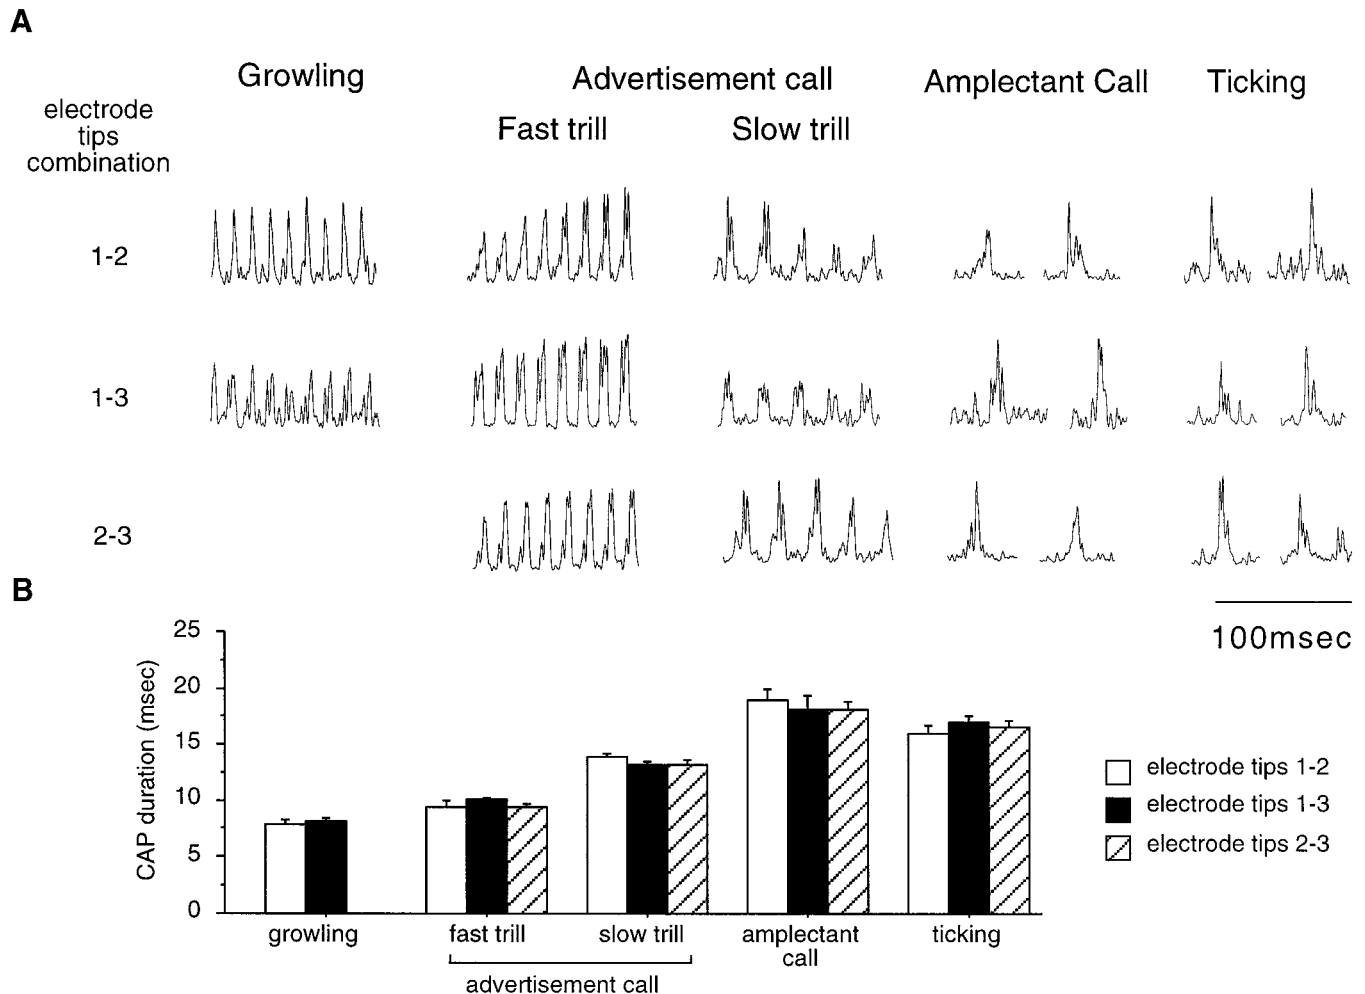 A
Growling
Advertisement call
Amplectant Call
Ticking
electrode
tips
combination
Fast trill
Slow trill
1-2
1-3
2-3
100msec
B
CAP duration (msec)
25
20
15
10
5
0
growling
fast trill
slow trill
amplectant
call
ticking
advertisement call
electrode tips 1-2
electrode tips 1-3
electrode tips 2-3